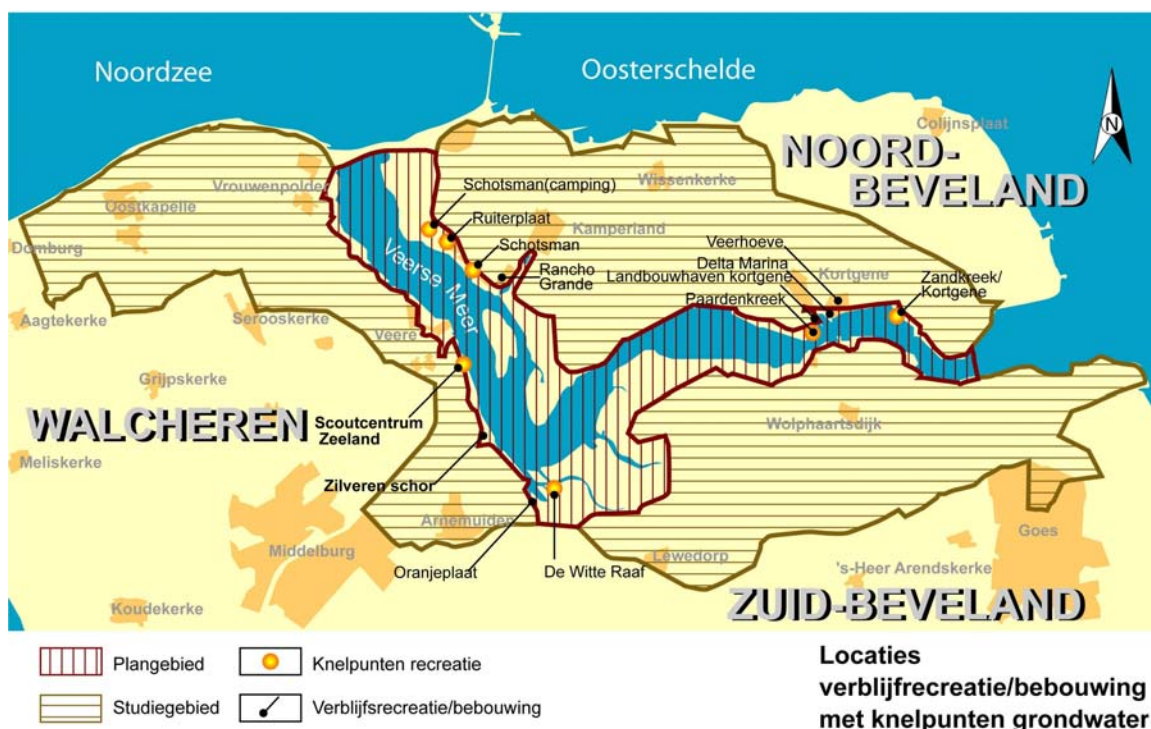 Noordzee
Oosterschelde
N
Colijnsplaat
NOORD-
BEVELAND
Schotsman(camping)
Vrouwenpolder
Wissenkerke
Oostkapelle
Ruiterplaat
Kamperland
Schotsman
Veerhoeve
Domburg
Veerse Meer
Rancho
Grande
Delta Marina
Landbouwhaven kortgene
Kortgene
Zandkreek/
Kortgene
Paardenkreek
Aagtekerke
Serooskerke
Veere
Grijpskerke
WALCHEREN
Scoutcentrum
Zeeland
Wolphaartsdijk
Meliskerke
Zilveren schor
Arnemuiden
Goes
Middelburg
Oranjeplaat
De Witte Raaf
Lewedorp
's-Heer Arendskerke
Koudekerke
ZUID-BEVELAND
Plangebied
Knelpunten recreatie
Studiegebied
Verblijfsrecreatie/bebouwing
Locaties
verblijfrecreatie/bebouwing
met knelpunten grondwater